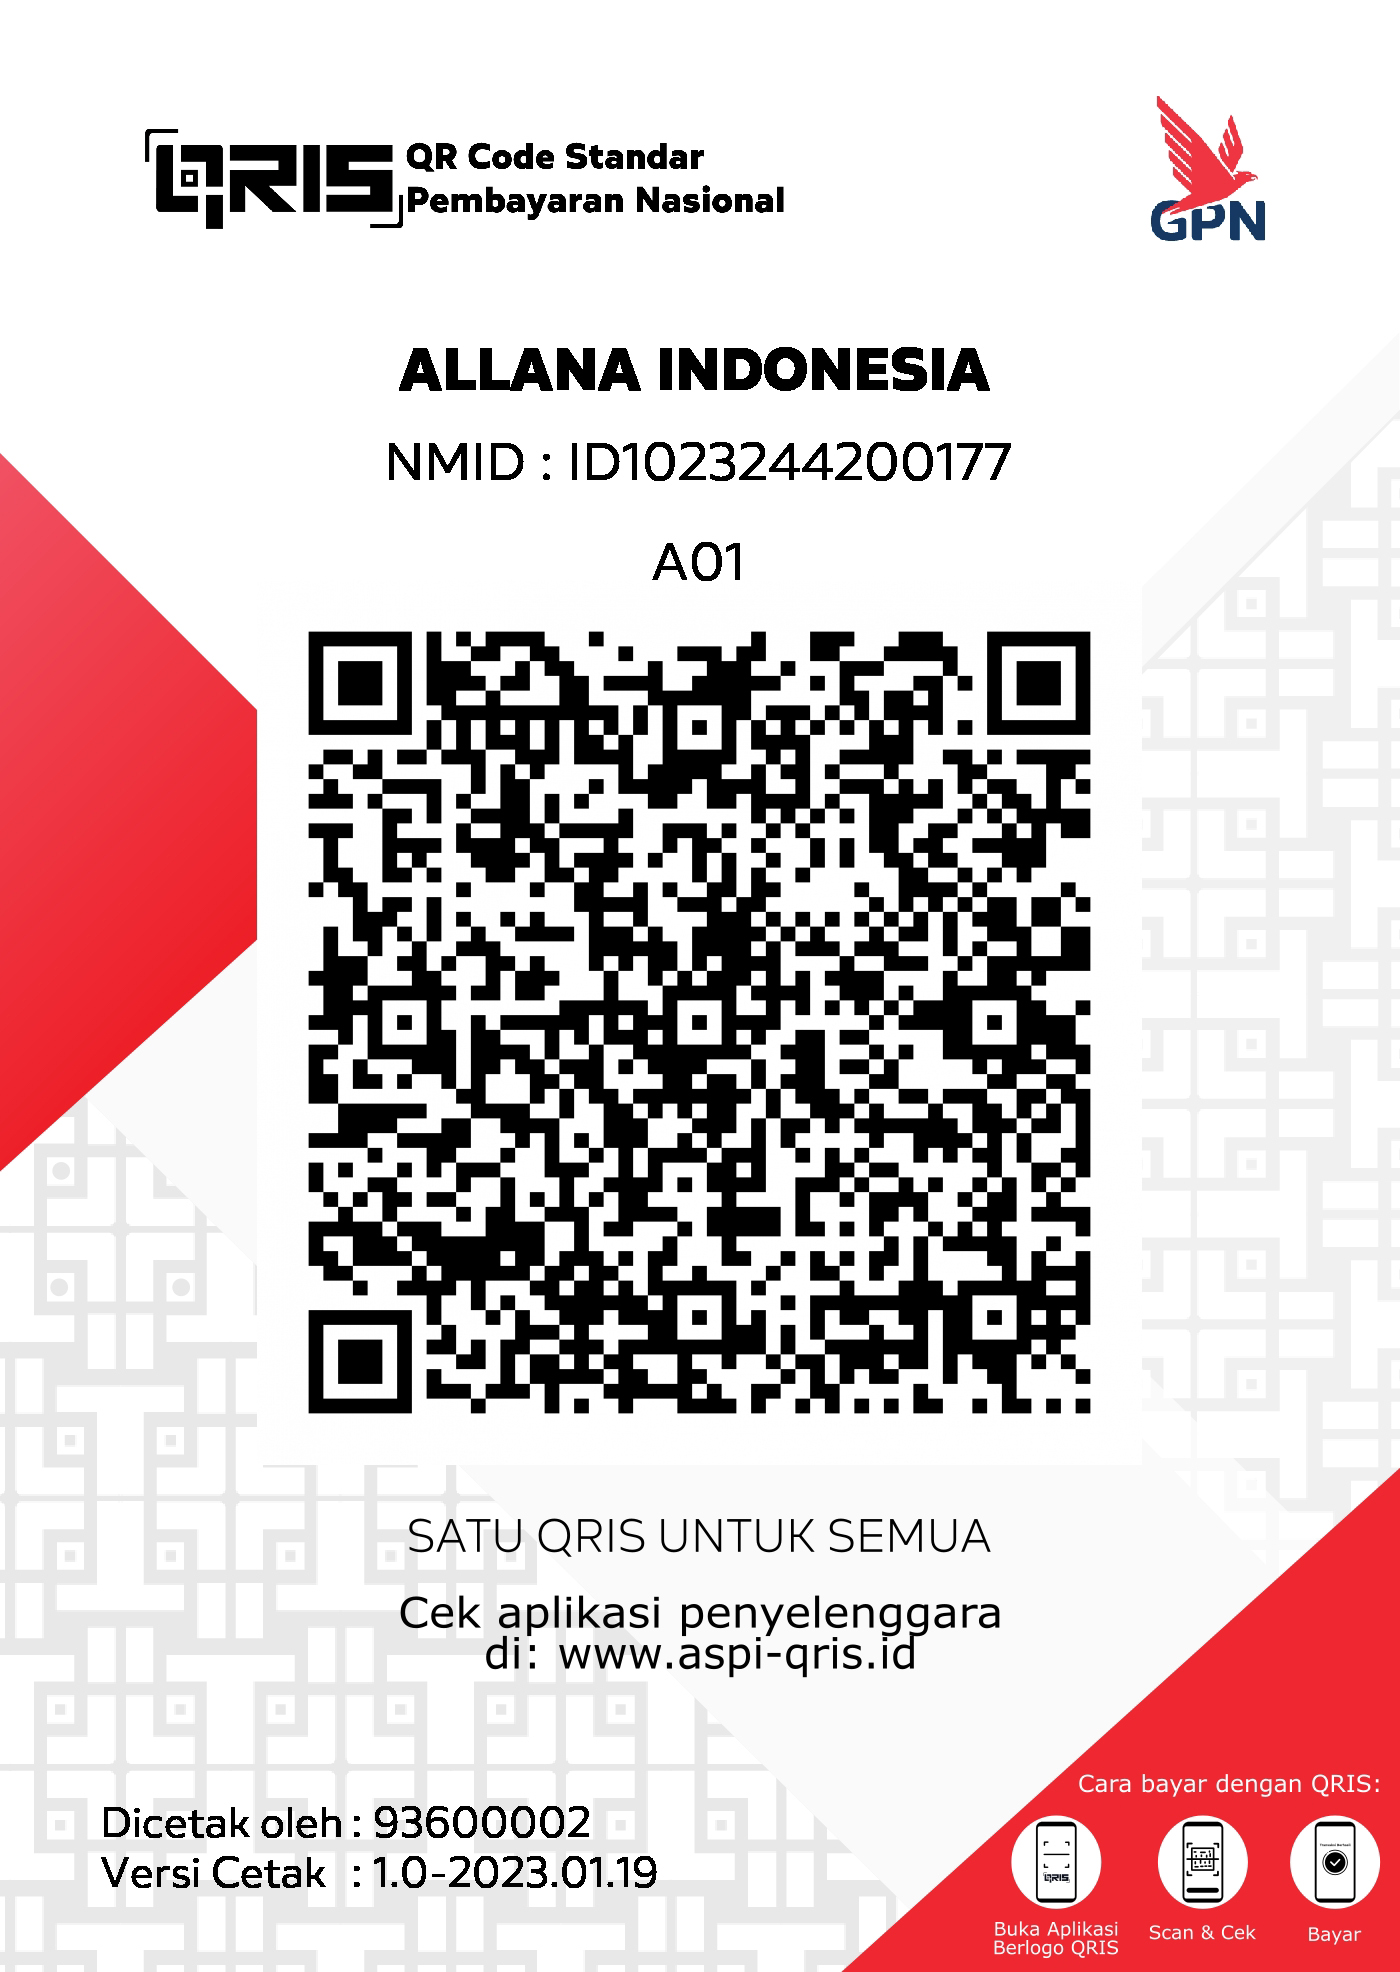 QRIS QR Code Standar
Pembayaran Nasional
GPN
ALLANA INDONESIA
NMID : ID1023244200177
A01
SATU QRIS UNTUK SEMUA
Cek aplikasi penyelenggara
di: www.aspi-qris.id
Dicetak oleh : 93600002
Versi Cetak : 1.0-2023.01.19
Cara bayar dengan QRIS:
QRIS
Buka Aplikasi
Berlogo QRIS
Scan & Cek
Bayar